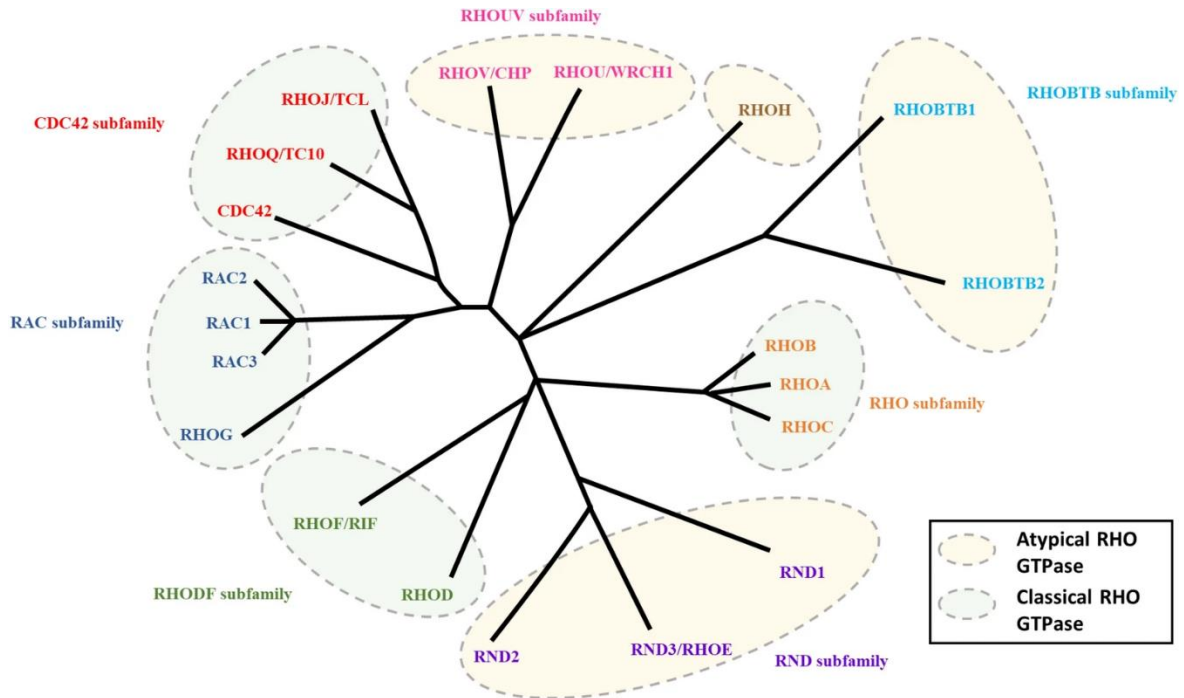 RHOUV subfamily
RHOV/CHP
RHOU/WRCH1
RHOH
RHOBTB subfamily
RHOBTB1
RHOBTB2
CDC42 subfamily
RHOJ/TCL
RHOQ/TC10
CDC42
RAC subfamily
RAC2
RAC1
RAC3
RHOG
RHOB
RHOA
RHOC
RHO subfamily
RHOF/RIF
RHOD
RHODF subfamily
RND1
RND2
RND3/RHOE
RND subfamily
Atypical RHO
GTPase
Classical RHO
GTPase